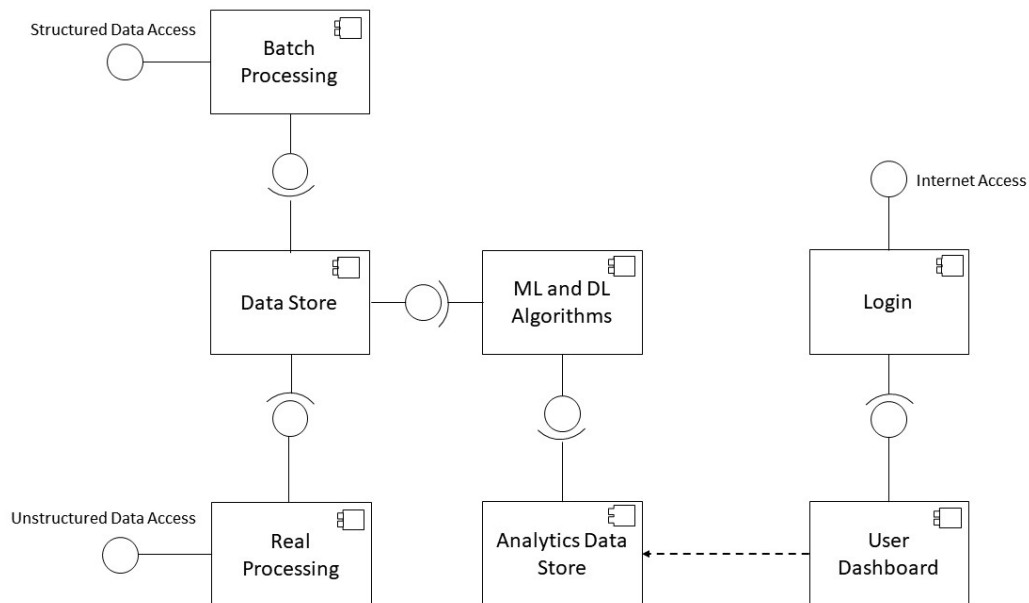 Structured Data Access
Batch
Processing
Internet Access
Data Store
ML and DL
Algorithms
Login
Unstructured Data Access
Real
Processing
Analytics Data
Store
User
Dashboard